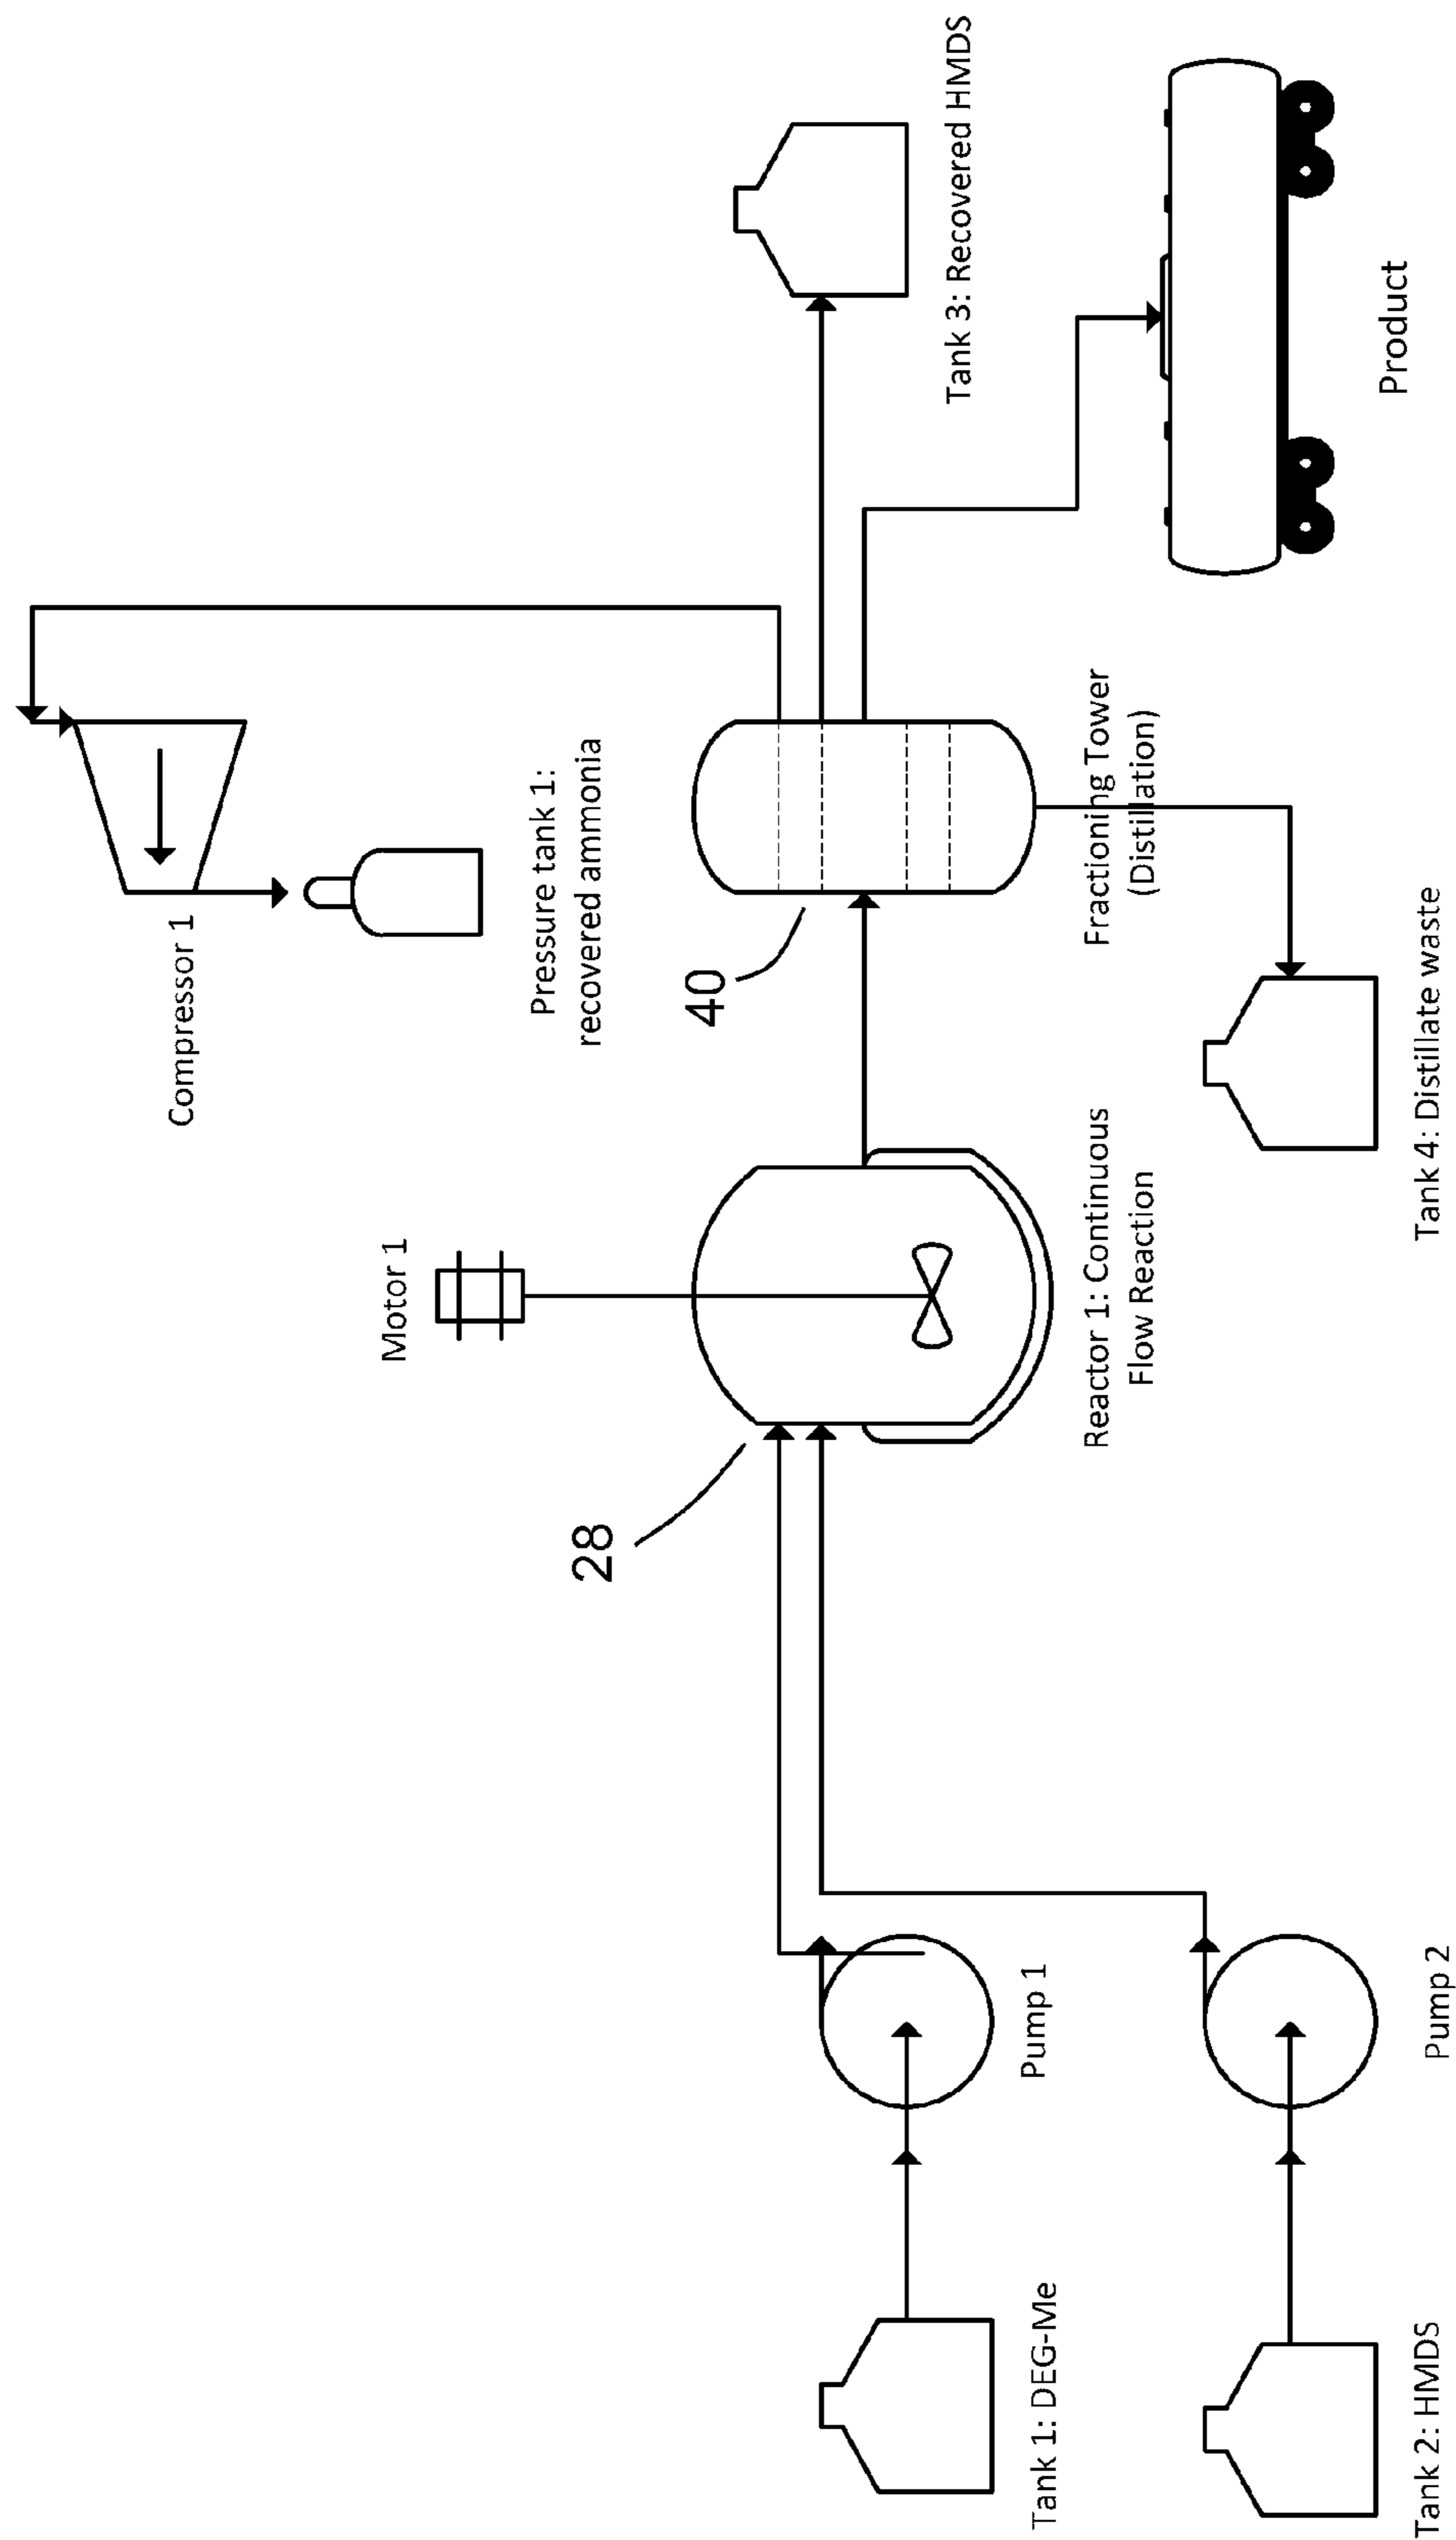 Compressor 1
Pressure tank 1:
recovered ammonia
Motor 1
28
40
Tank 3: Recovered HMDS
Tank 1: DEG-Me
Pump 1
Reactor 1: Continuous
Flow Reaction
Fractioning Tower
(Distillation)
Product
Tank 2: HMDS
Pump 2
Tank 4: Distillate waste